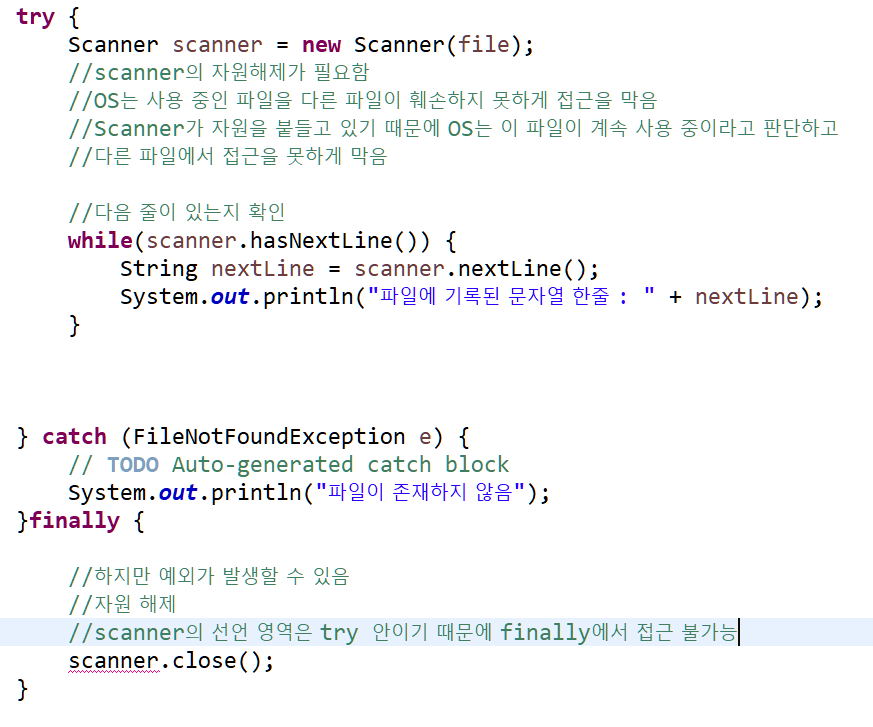 try {
Scanner scanner = new Scanner(file);
//scanner의 자원해제가 필요함
//OS는 사용 중인 파일을 다른 파일이 훼손하지 못하게 접근을 막음
//Scanner가 자원을 붙들고 있기 때문에 OS는 이 파일이 계속 사용 중이라고 판단하고
//다른 파일에서 접근을 못하게 막음
//다음 줄이 있는지 확인
while(scanner.hasNextLine()) {
String nextLine = scanner.nextLine();
System.out.println("파일에 기록된 문자열 한줄 : " + nextLine);
}
} catch (FileNotFoundException e) {
// TODO Auto-generated catch block
System.out.println("파일이 존재하지 않음");
}finally {
//하지만 예외가 발생할 수 있음
//자원 해제
//scanner의 선언 영역은 try 안이기 때문에 finally에서 접근 불가능
scanner.close();
}